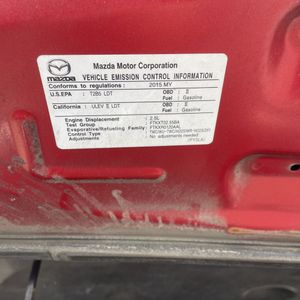 mazda
Mazda Motor Corporation
VEHICLE EMISSION CONTROL INFORMATION
Conforms to regulations: 2015 MY
U.S.EPA : T2B5 LDT OBD : II
Fuel : Gasoline
California : ULEV II LDT OBD : II
Fuel : Gasoline
Engine Displacement : 2.5L
Test Group :
Evaporative/Refueling Family :
Control Type :
Adjustments : No adjustments needed